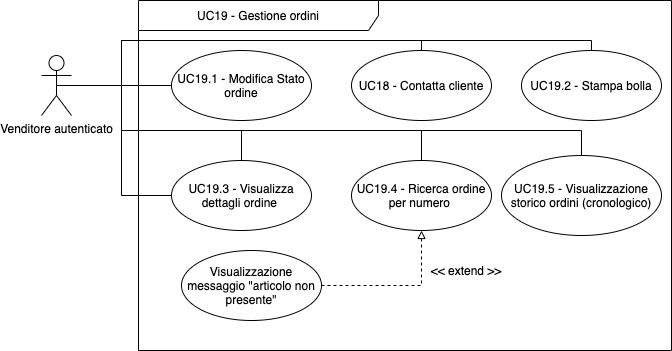 UC19 - Gestione ordini
UC19.1 - Modifica Stato
ordine
UC18 - Contatta cliente
UC19.2 - Stampa bolla
Venditore autenticato
UC19.3 - Visualizza
dettagli ordine
UC19.4 - Ricerca ordine
per numero
UC19.5 - Visualizzazione
storico ordini (cronologico)
Visualizzazione
messaggio "articolo non
presente"
<< extend >>